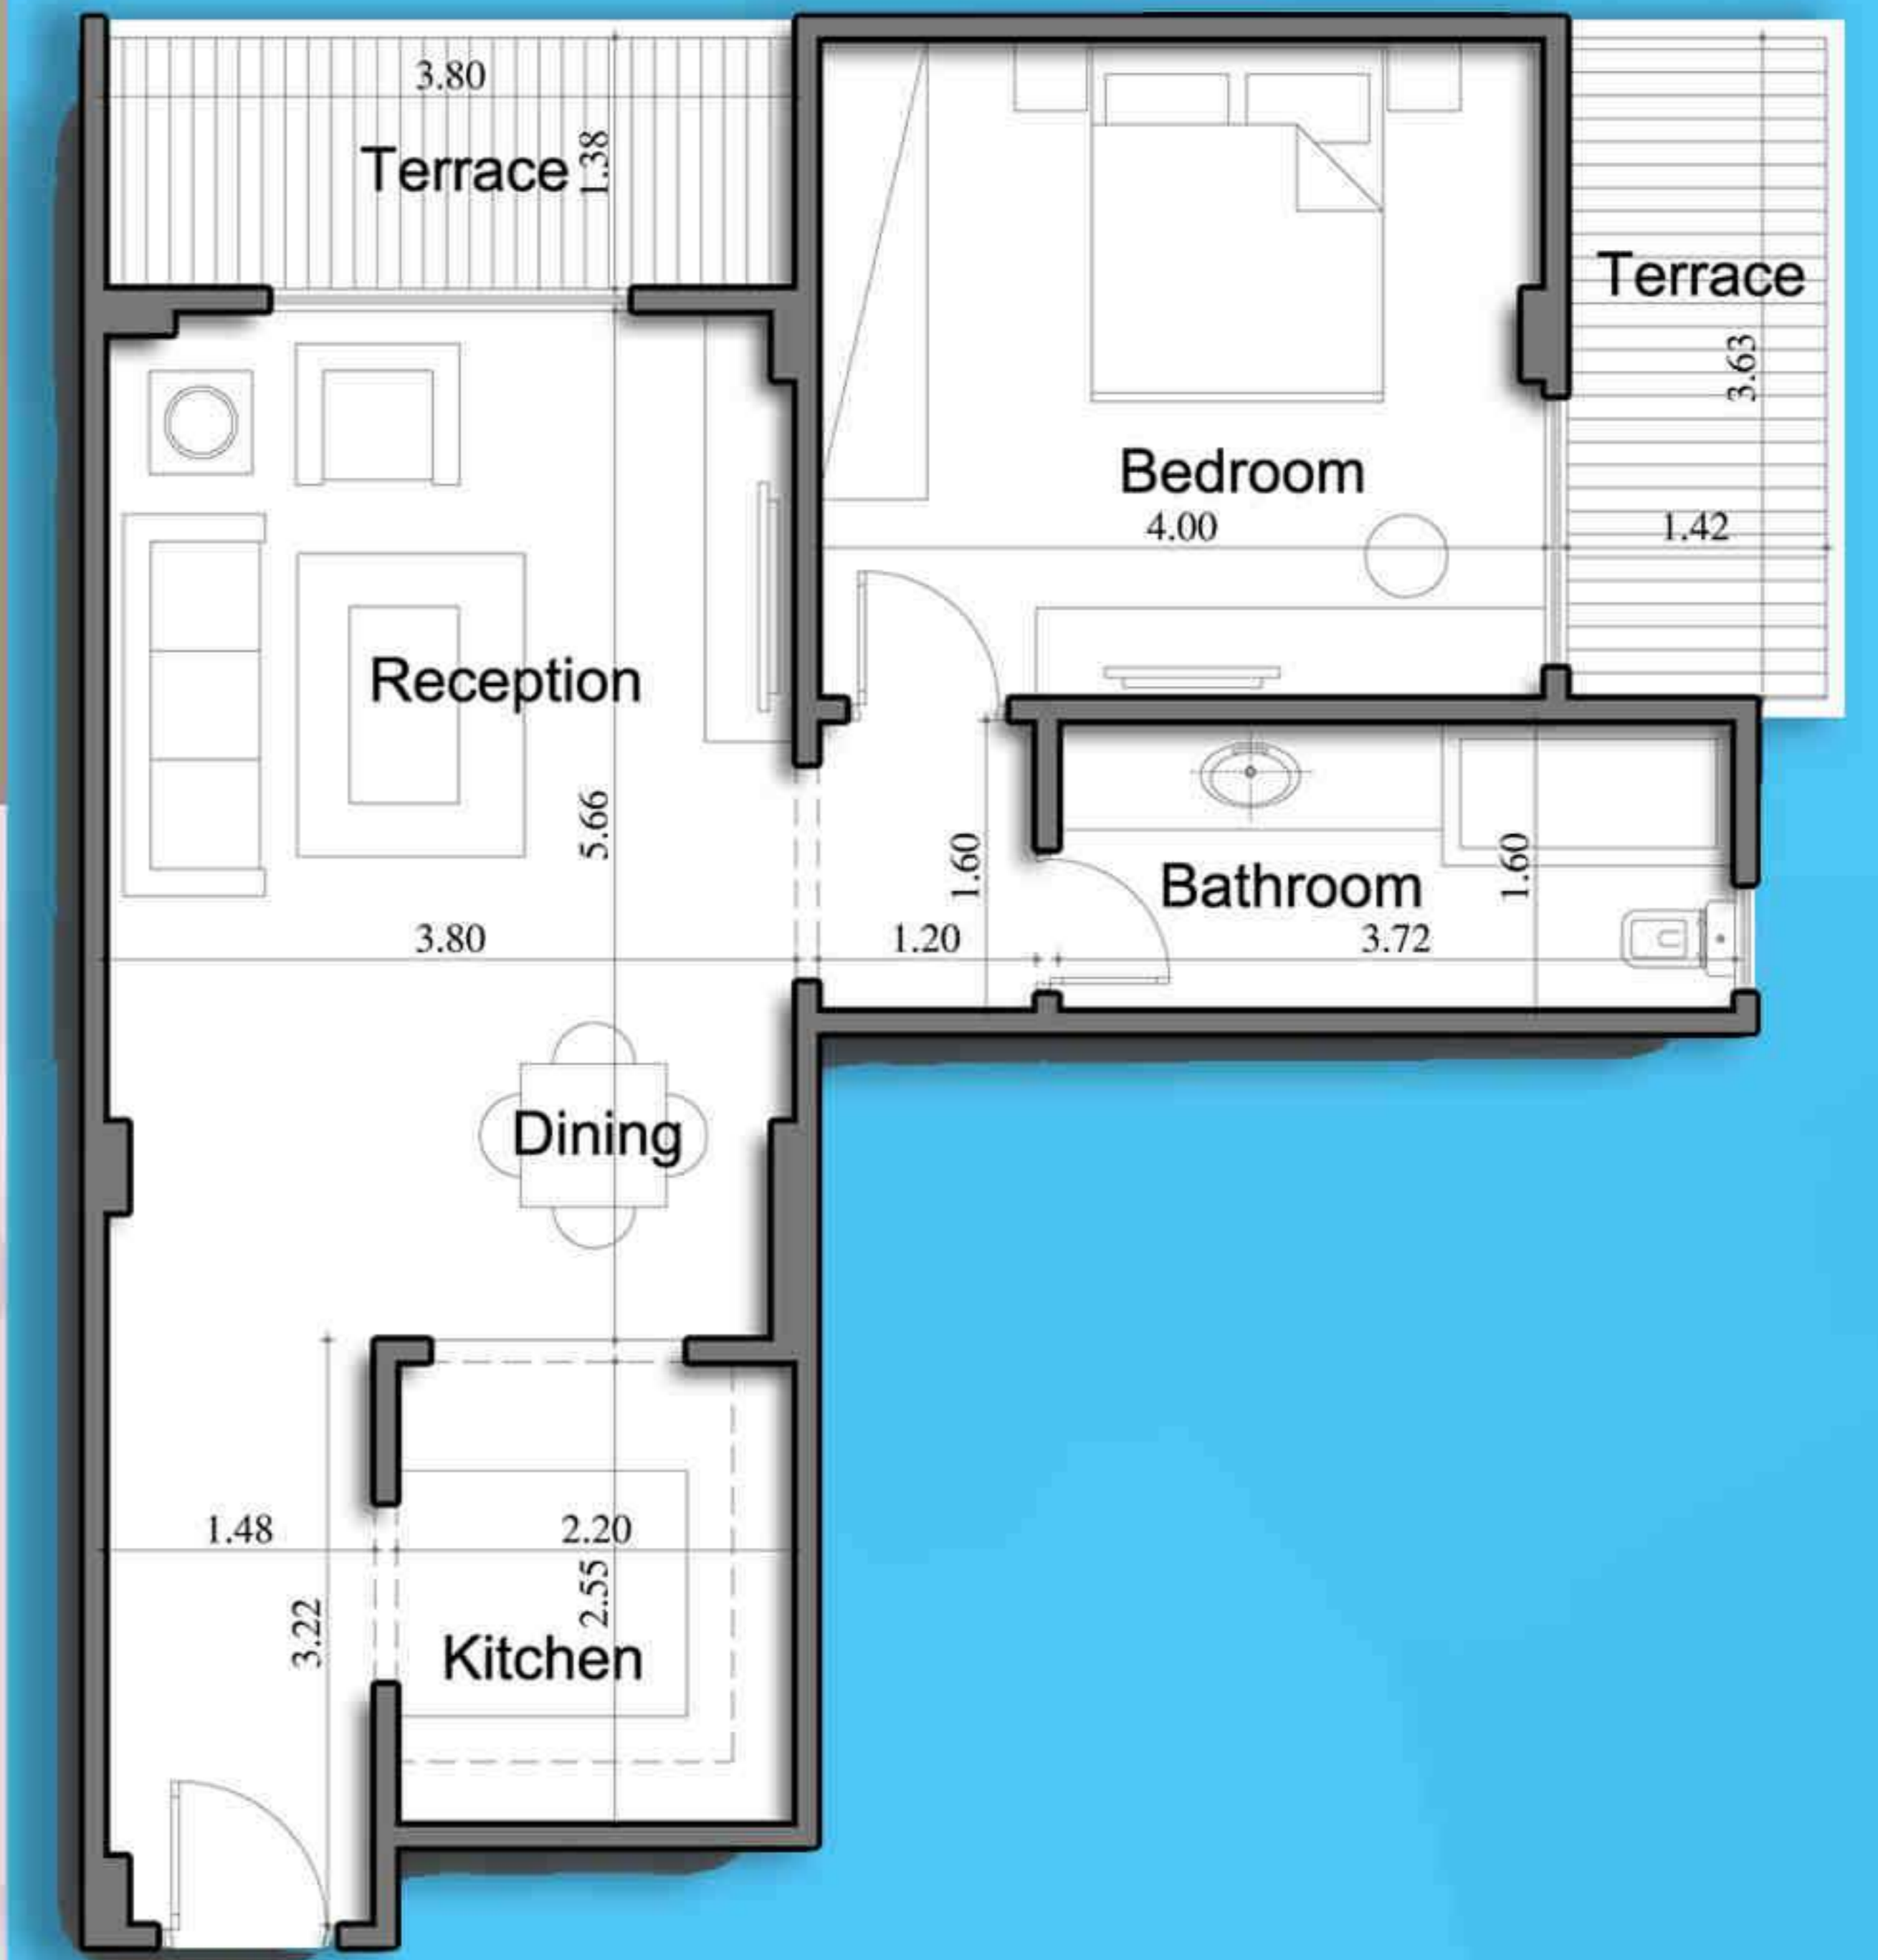 3.80
Terrace
1.38
Terrace
3.63
Bedroom
4.00
1.42
Reception
5.66
1.60
Bathroom
1.60
3.80
1.20
3.72
Dining
1.48
2.20
2.55
3.22
Kitchen